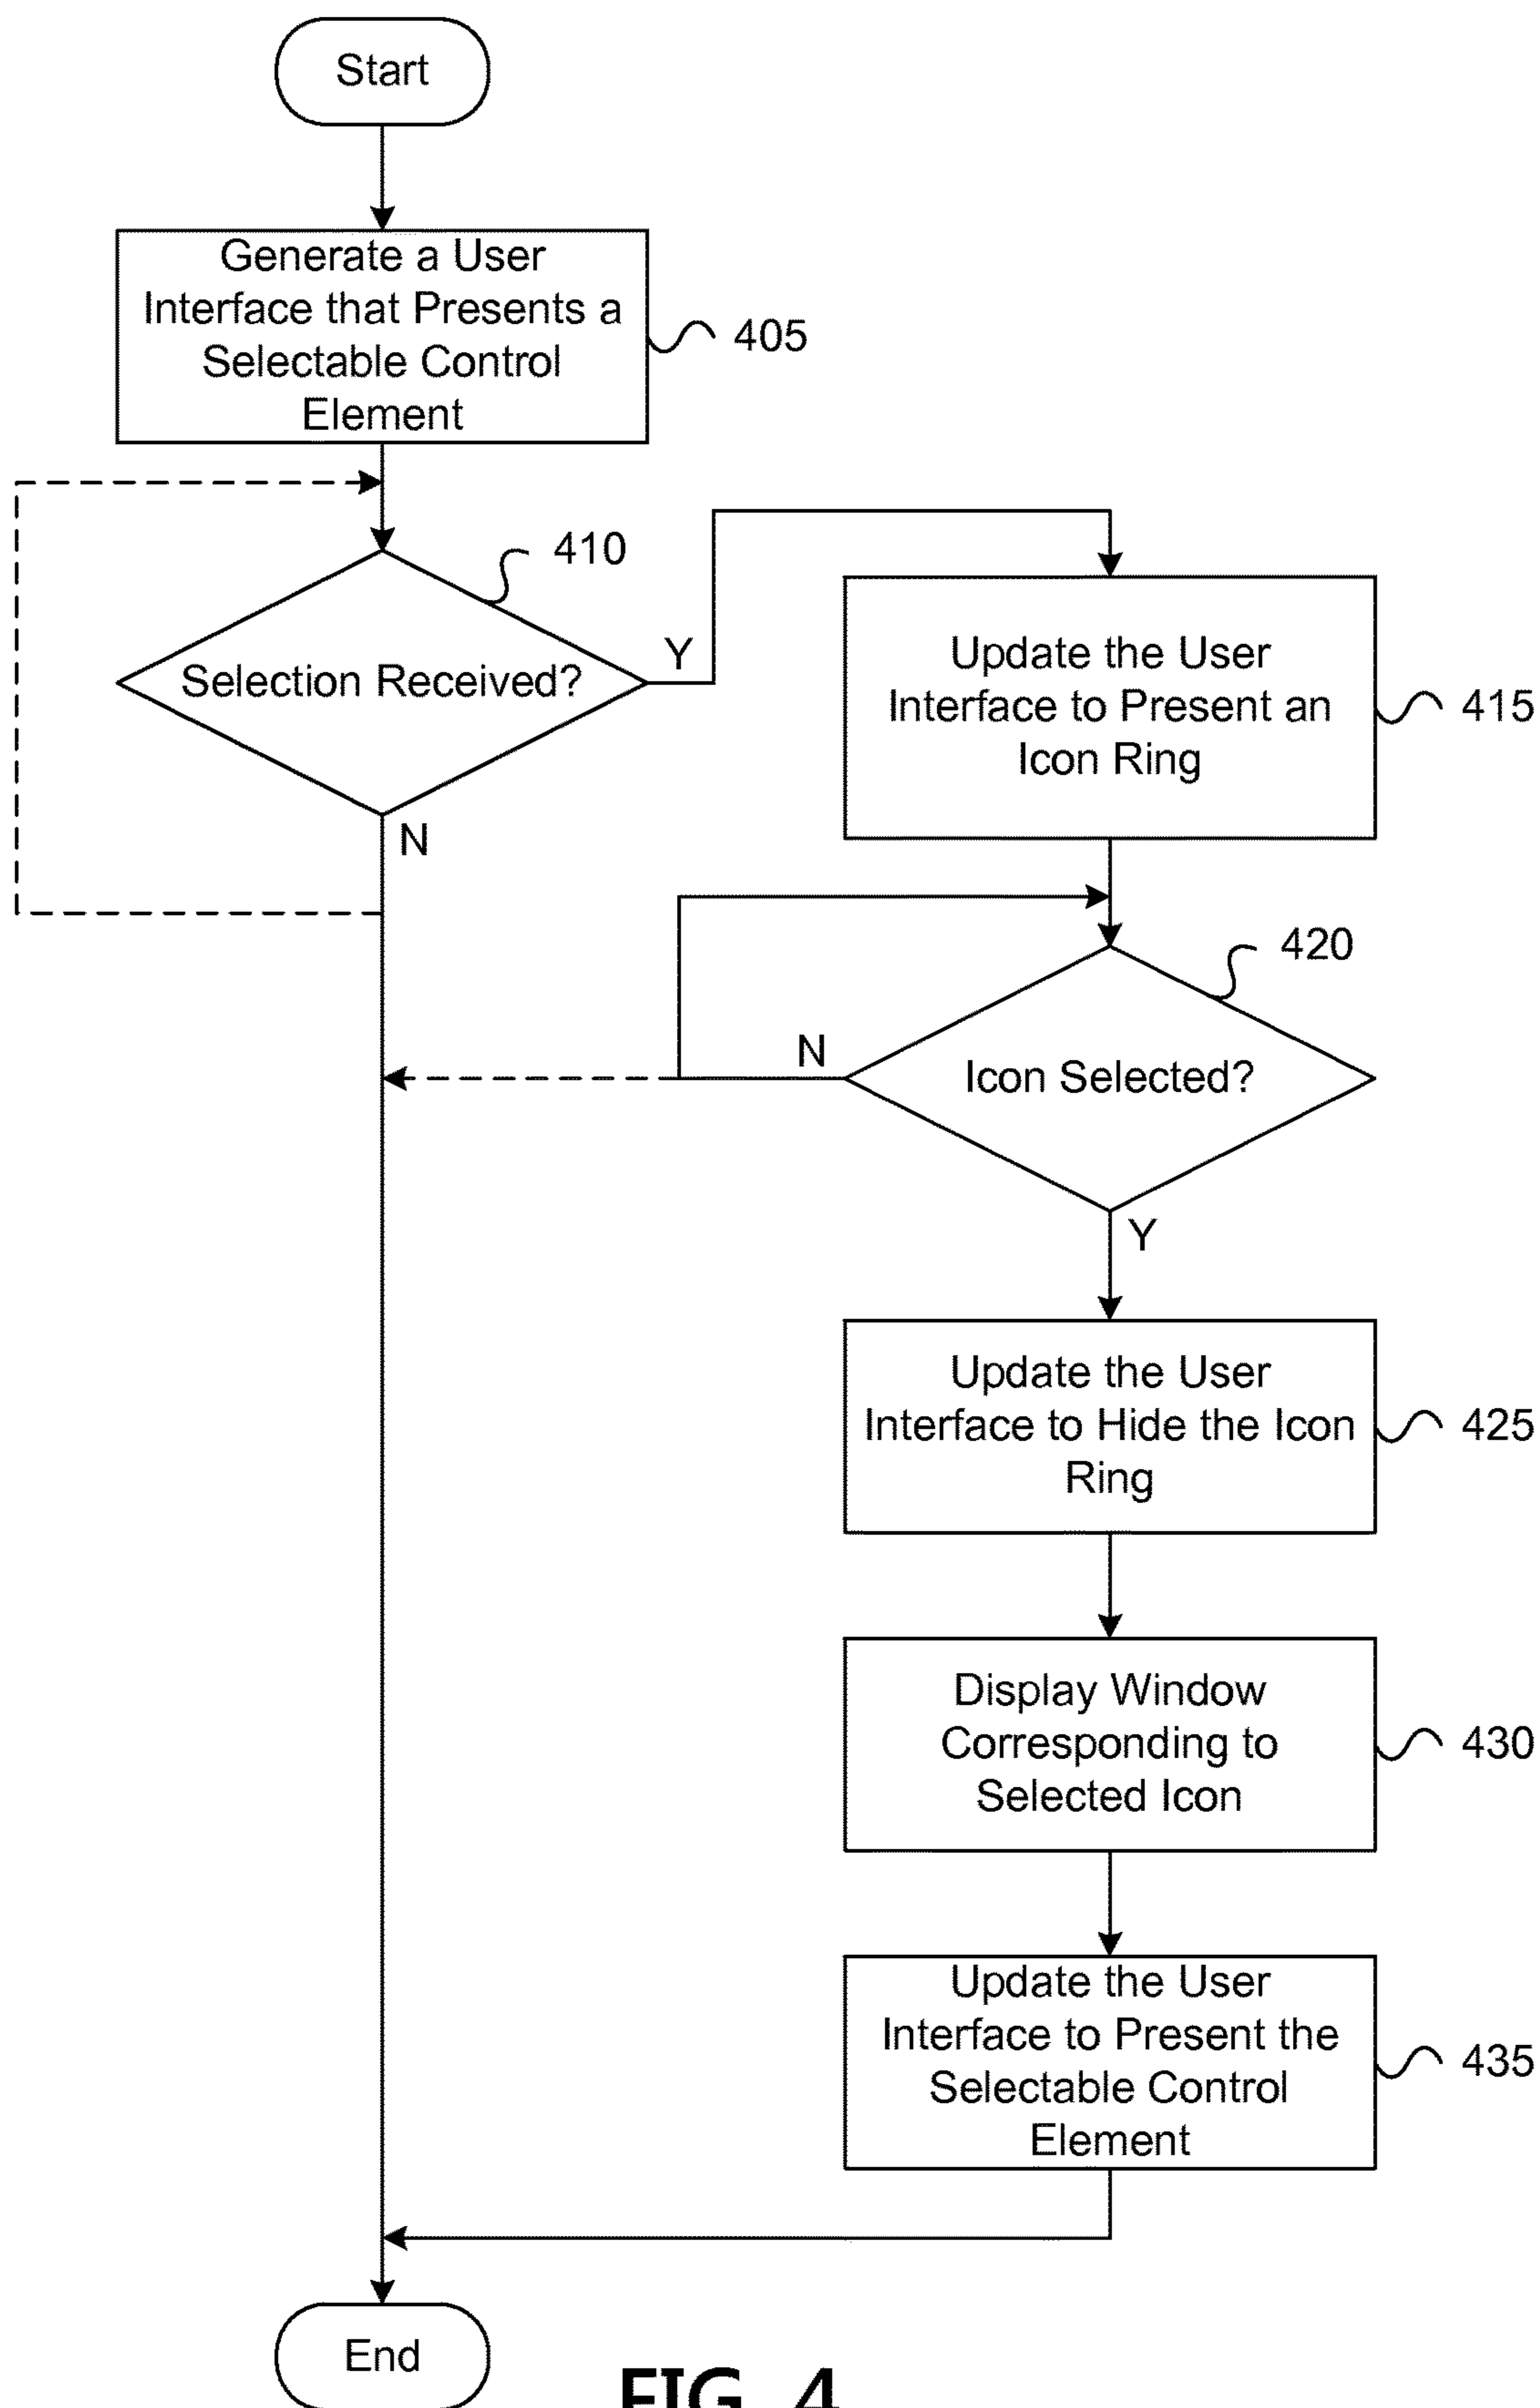 Start
Generate a User
Interface that Presents a
Selectable Control
Element
405
410
Selection Received?
Y
N
Update the User
Interface to Present an
Icon Ring
415
420
Icon Selected?
N
Y
Update the User
Interface to Hide the Icon
Ring
425
Display Window
Corresponding to
Selected Icon
430
Update the User
Interface to Present the
Selectable Control
Element
435
End
FIG. 4